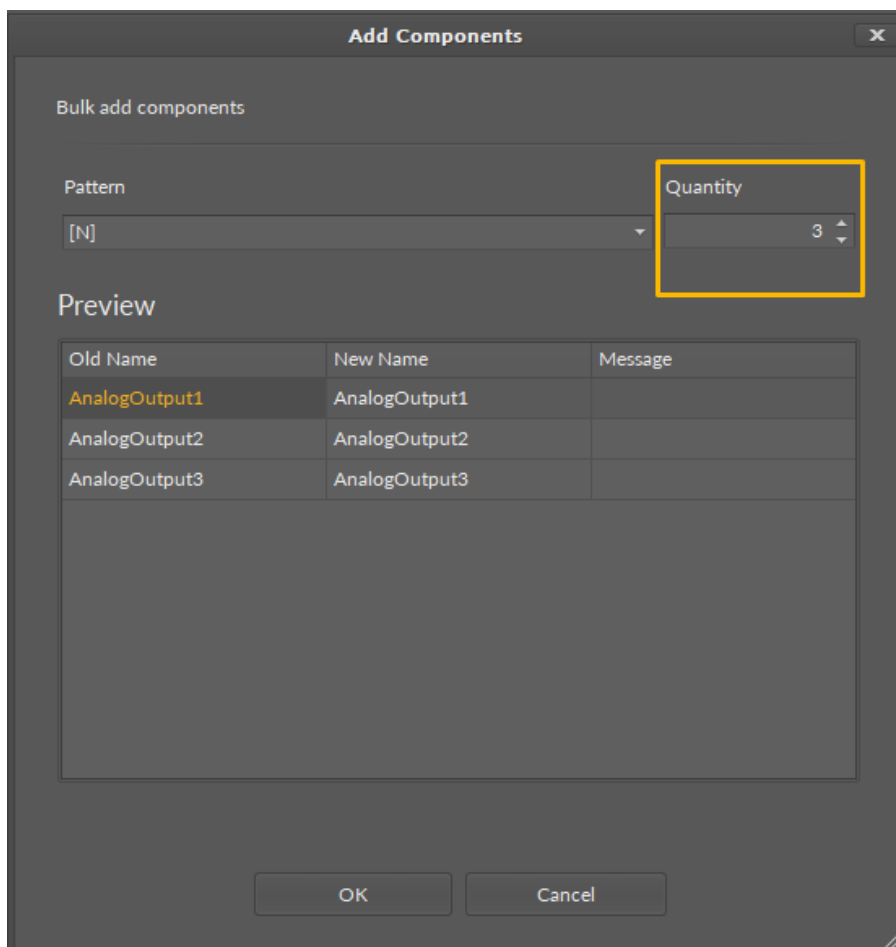 Add Components
x
Bulk add components
Pattern Quantity
[N] 3
Preview
Old Name New Name Message
AnalogOutput1 AnalogOutput1
AnalogOutput2 AnalogOutput2
AnalogOutput3 AnalogOutput3
OK Cancel